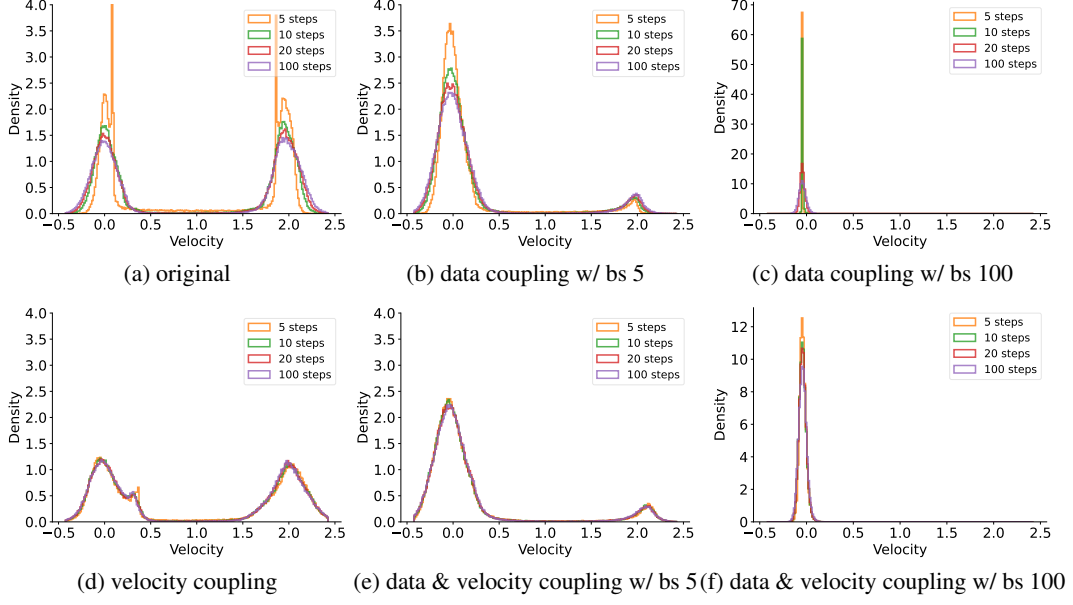 4.0
3.5
3.0
2.5
2.0
1.5
1.0
0.5
0.0
Density
5 steps
10 steps
20 steps
100 steps
−0.5 0.0 0.5 1.0 1.5 2.0 2.5
Velocity
(a) original
4.0
3.5
3.0
2.5
2.0
1.5
1.0
0.5
0.0
Density
5 steps
10 steps
20 steps
100 steps
−0.5 0.0 0.5 1.0 1.5 2.0 2.5
Velocity
(b) data coupling w/ bs 5
70
60
50
40
30
20
10
0
Density
5 steps
10 steps
20 steps
100 steps
−0.5 0.0 0.5 1.0 1.5 2.0 2.5
Velocity
(c) data coupling w/ bs 100
4.0
3.5
3.0
2.5
2.0
1.5
1.0
0.5
0.0
Density
5 steps
10 steps
20 steps
100 steps
−0.5 0.0 0.5 1.0 1.5 2.0 2.5
Velocity
(d) velocity coupling
4.0
3.5
3.0
2.5
2.0
1.5
1.0
0.5
0.0
Density
5 steps
10 steps
20 steps
100 steps
−0.5 0.0 0.5 1.0 1.5 2.0 2.5
Velocity
(e) data & velocity coupling w/ bs 5
12
10
8
6
4
2
0
Density
5 steps
10 steps
20 steps
100 steps
−0.5 0.0 0.5 1.0 1.5 2.0 2.5
Velocity
(f) data & velocity coupling w/ bs 100